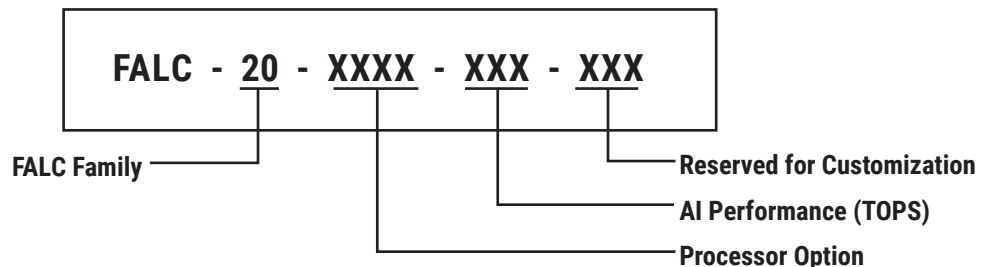 FALC - 20 - XXXX - XXX - XXX
FALC Family
Reserved for Customization
AI Performance (TOPS)
Processor Option